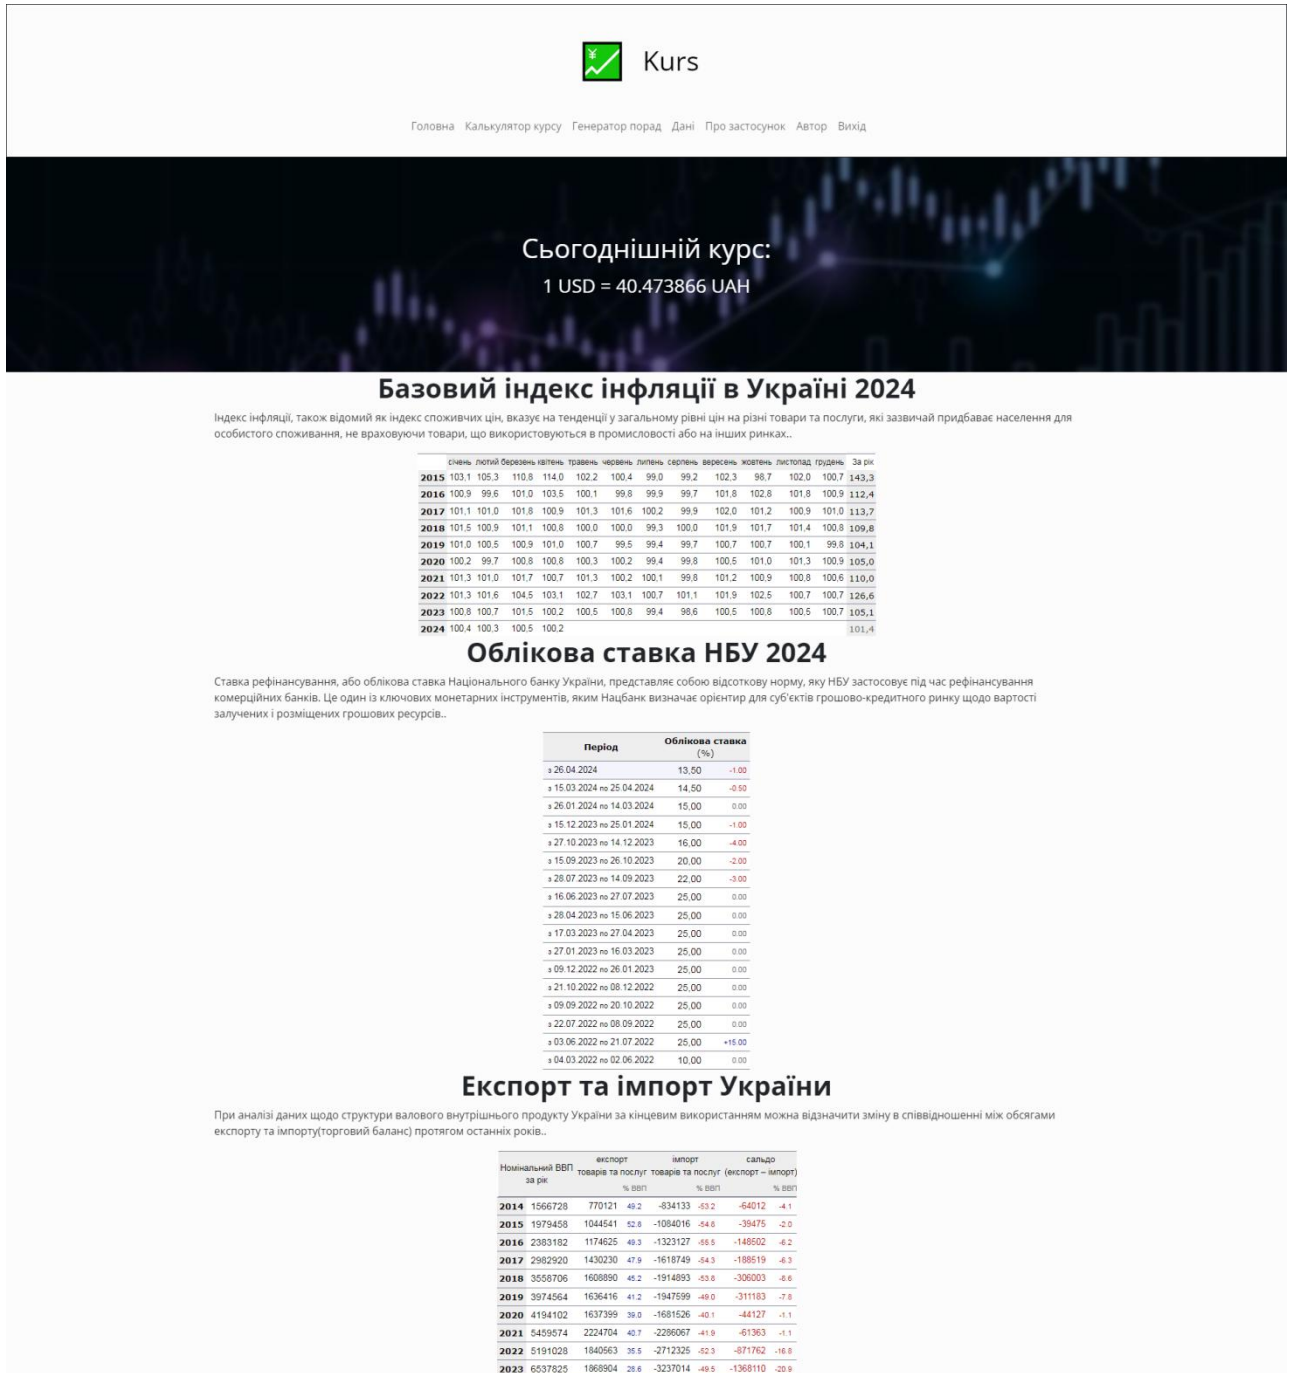 ¥
Kurs
Головна Калькулятор курсу Генератор порад Дані Про застосунок Автор Вихід
Сьогоднішній курс:
1 USD = 40.473866 UAH
Базовий індекс інфляції в Україні 2024
Індекс інфляції, також відомий як індекс споживчих цін, вказує на тенденції у загальному рівні цін на різні товари та послуги, які зазвичай придбаває населення для
особистого споживання, не враховуючи товари, що використовуються в промисловості або на інших ринках..
січень лютий березень квітень травень червень липень серпень вересень жовтень листопад грудень За рік
2015 103,1 105,3 110,8 114,0 102,2 100,4 99,0 99,2 102,3 98,7 102,0 100,7 143,3
2016 100,9 99,6 101,0 103,5 100,1 99,8 99,9 99,7 101,8 102,8 101,8 100,9 112,4
2017 101,1 101,0 101,8 100,9 101,3 101,6 100,2 99,9 102,0 101,2 100,9 101,0 113,7
2018 101,5 100,9 101,1 100,8 100,0 100,0 99,3 100,0 101,9 101,7 101,4 100,8 109,8
2019 101,0 100,5 100,9 101,0 100,7 99,5 99,4 99,7 100,7 100,7 100,1 99,8 104,1
2020 100,2 99,7 100,8 100,8 100,3 100,2 99,4 99,8 100,5 101,0 101,3 100,9 105,0
2021 101,3 101,0 101,7 100,7 101,3 100,2 100,1 99,8 101,2 100,9 100,8 100,6 110,0
2022 101,3 101,6 104,5 103,1 102,7 103,1 100,7 101,1 101,9 102,5 100,7 100,7 126,6
2023 100,8 100,7 101,5 100,2 100,5 100,8 99,4 98,6 100,5 100,8 100,5 100,7 105,1
2024 100,4 100,3 100,5 100,2 101,4
Облікова ставка НБУ 2024
Ставка рефінансування, або облікова ставка Національного банку України, представляє собою відсоткову норму, яку НБУ застосовує під час рефінансування
комерційних банків. Це один із ключових монетарних інструментів, яким Нацбанк визначає орієнтир для суб'єктів грошово-кредитного ринку щодо вартості
залучених і розміщених грошових ресурсів..
Період Облікова ставка
(%)
з 26.04.2024 13,50 -1.00
з 15.03.2024 по 25.04.2024 14,50 -0.50
з 26.01.2024 по 14.03.2024 15,00 0.00
з 15.12.2023 по 25.01.2024 15,00 -1.00
з 27.10.2023 по 14.12.2023 16,00 -4.00
з 15.09.2023 по 26.10.2023 20,00 -2.00
з 28.07.2023 по 14.09.2023 22,00 -3.00
з 16.06.2023 по 27.07.2023 25,00 0.00
з 28.04.2023 по 15.06.2023 25,00 0.00
з 17.03.2023 по 27.04.2023 25,00 0.00
з 27.01.2023 по 16.03.2023 25,00 0.00
з 09.12.2022 по 26.01.2023 25,00 0.00
з 21.10.2022 по 08.12.2022 25,00 0.00
з 09.09.2022 по 20.10.2022 25,00 0.00
з 22.07.2022 по 08.09.2022 25,00 0.00
з 03.06.2022 по 21.07.2022 25,00 +15.00
з 04.03.2022 по 02.06.2022 10,00 0.00
Експорт та імпорт України
При аналізі даних щодо структури валового внутрішнього продукту України за кінцевим використанням можна відзначити зміну в співвідношенні між обсягами
експорту та імпорту(торговий баланс) протягом останніх років..
експорт імпорт сальдо
Номінальний ВВП товарів та послуг товарів та послуг (експорт – імпорт)
за рік % ВВП % ВВП % ВВП
2014 1566728 770121 49.2 -834133 -53.2 -64012 -4.1
2015 1979458 1044541 52.8 -1084016 -54.8 -39475 -2.0
2016 2383182 1174625 49.3 -1323127 -55.5 -148502 -6.2
2017 2982920 1430230 47.9 -1618749 -54.3 -188519 -6.3
2018 3558706 1608890 45.2 -1914893 -53.8 -306003 -8.6
2019 3974564 1636416 41.2 -1947599 -49.0 -311183 -7.8
2020 4194102 1637399 39.0 -1681526 -40.1 -44127 -1.1
2021 5459574 2224704 40.7 -2286067 -41.9 -61363 -1.1
2022 5191028 1840563 35.5 -2712325 -52.3 -871762 -16.8
2023 6537825 1868904 28.6 -3237014 -49.5 -1368110 -20.9